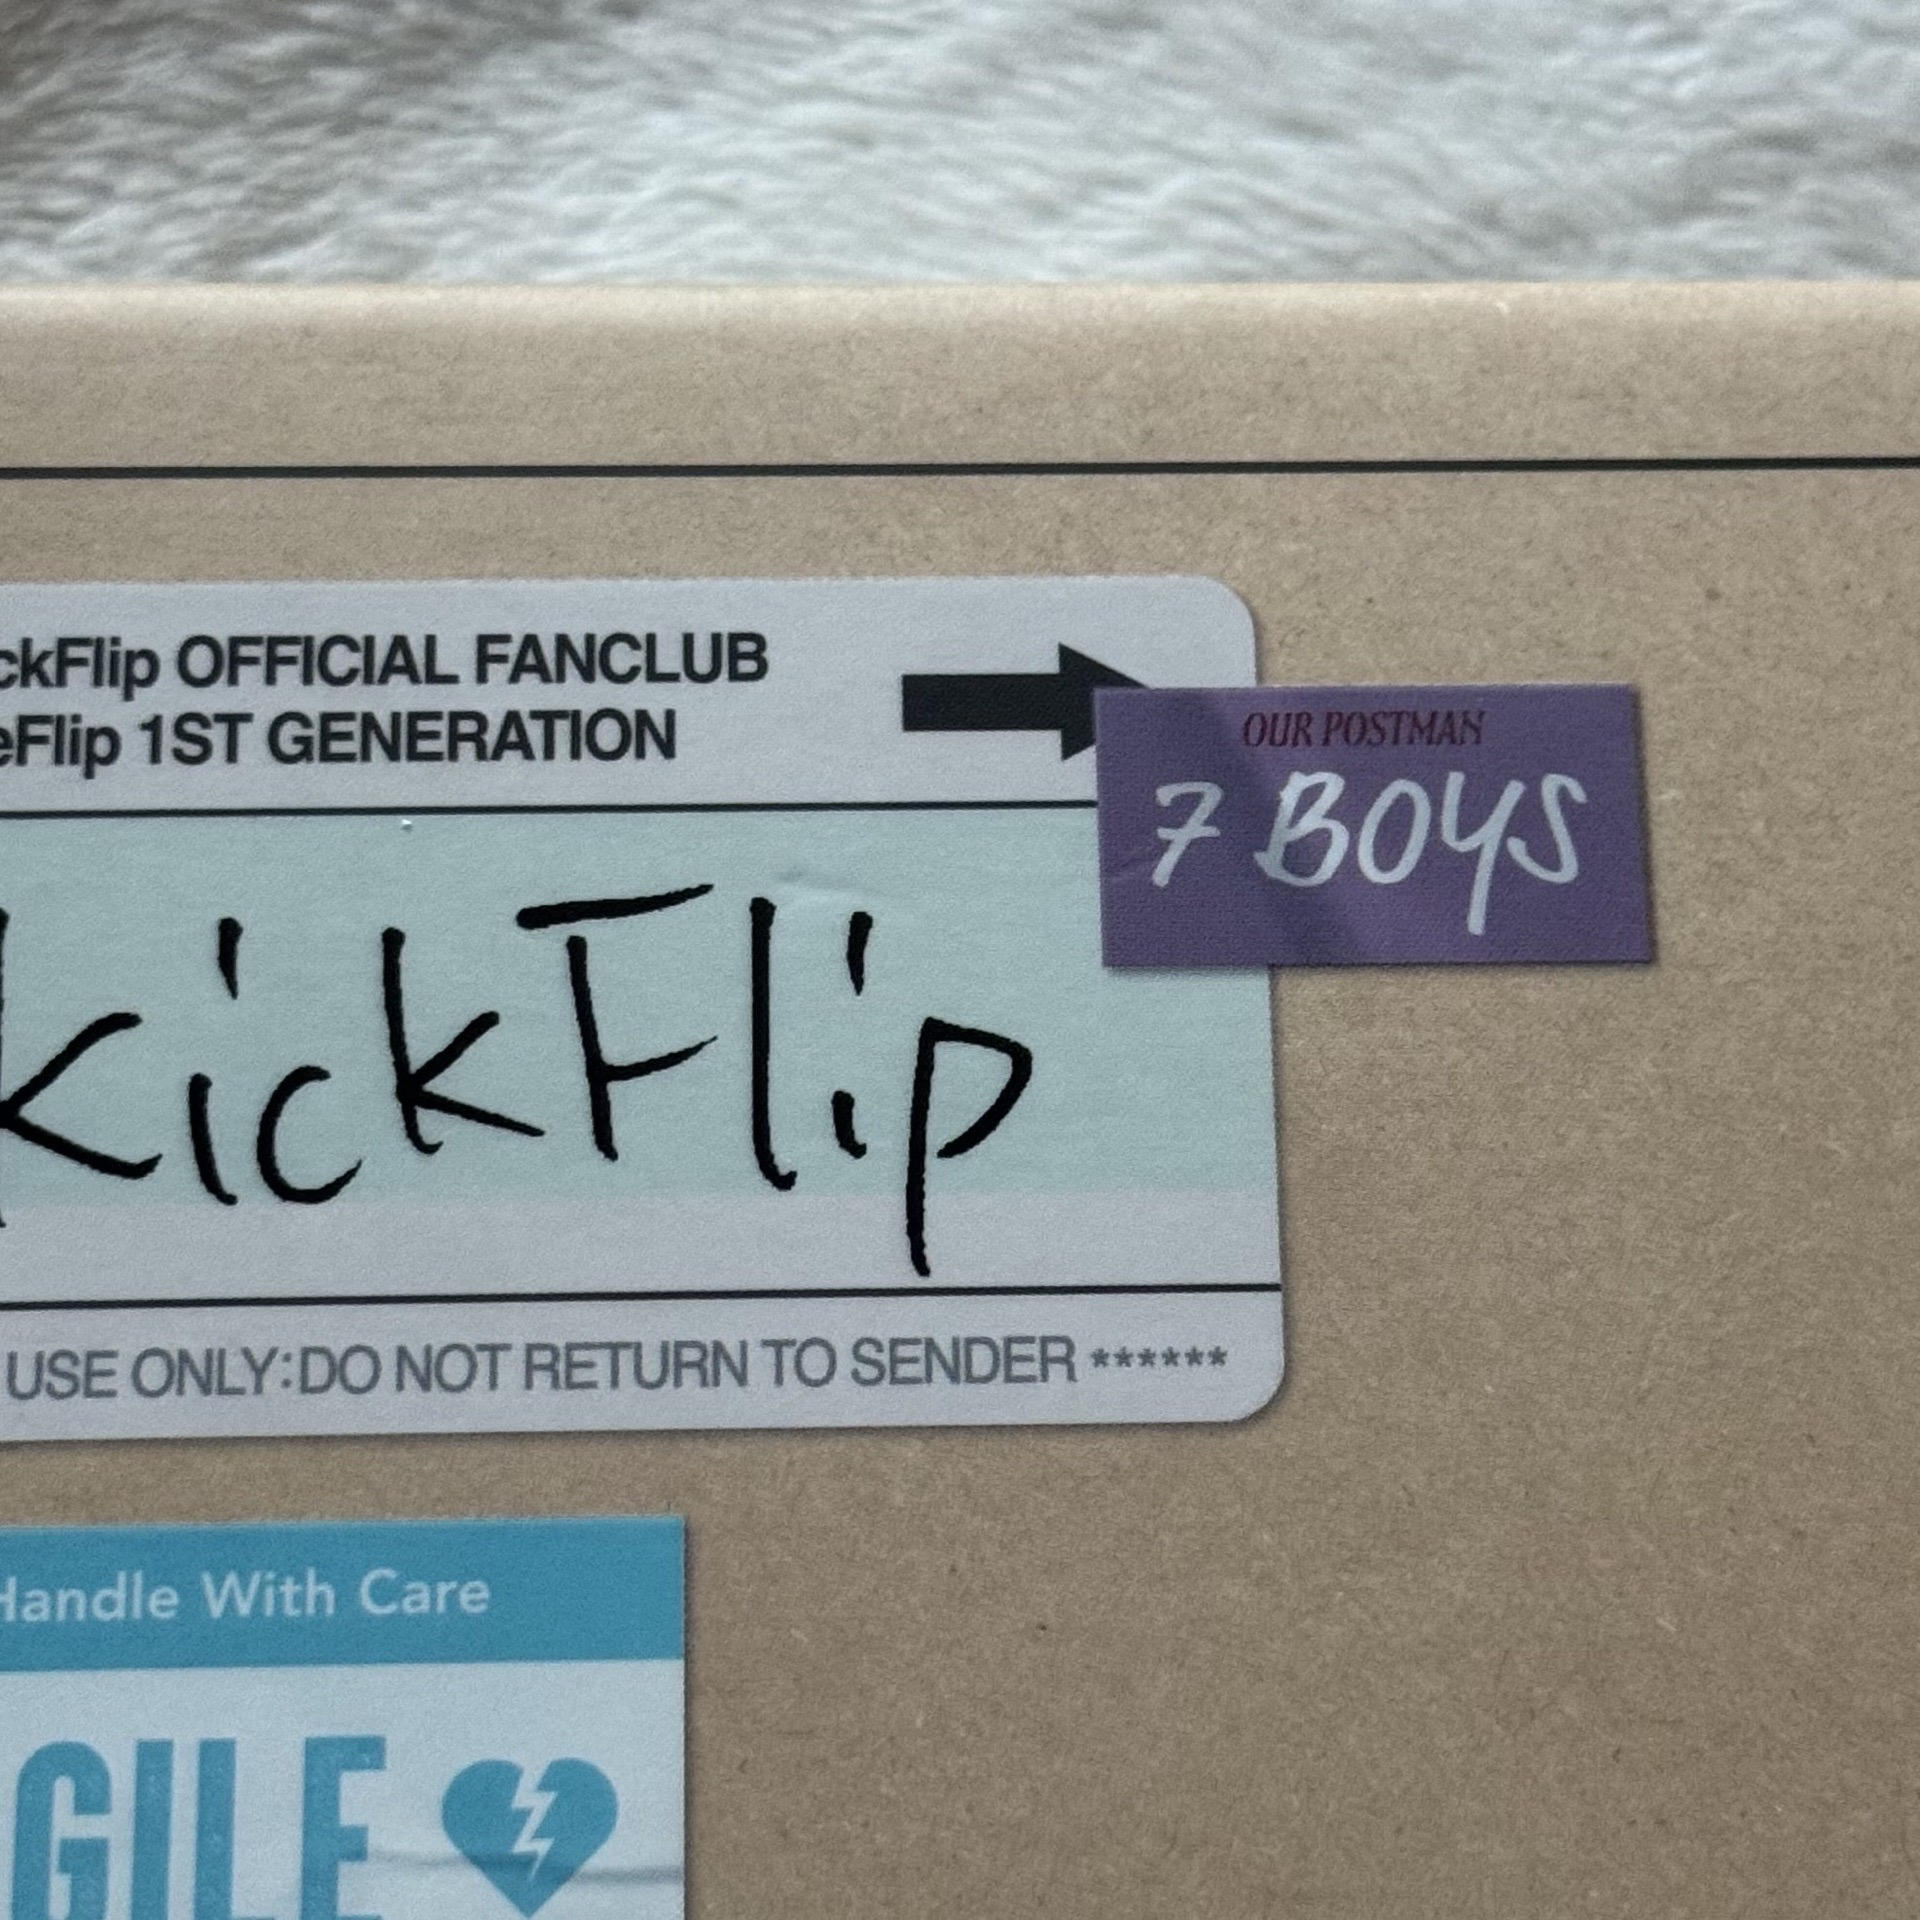 ckFlip OFFICIAL FANCLUB
eFlip 1ST GENERATION
OUR POSTMAN
7 BOYS
KickFlip
USE ONLY:DO NOT RETURN TO SENDER ******
Handle With Care
GILE